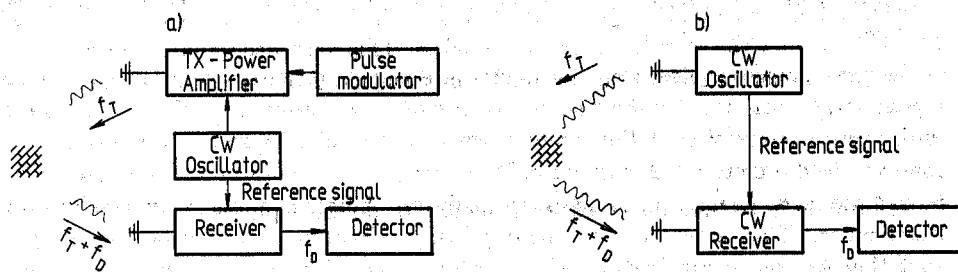 a)
TX-Power
Amplifier
Pulse
modulator
f_T
CW
Oscillator
Reference signal
Receiver
Detector
f_T + f_D
f_D
b)
f_T
CW
Oscillator
Reference signal
CW
Receiver
Detector
f_T + f_D
f_D